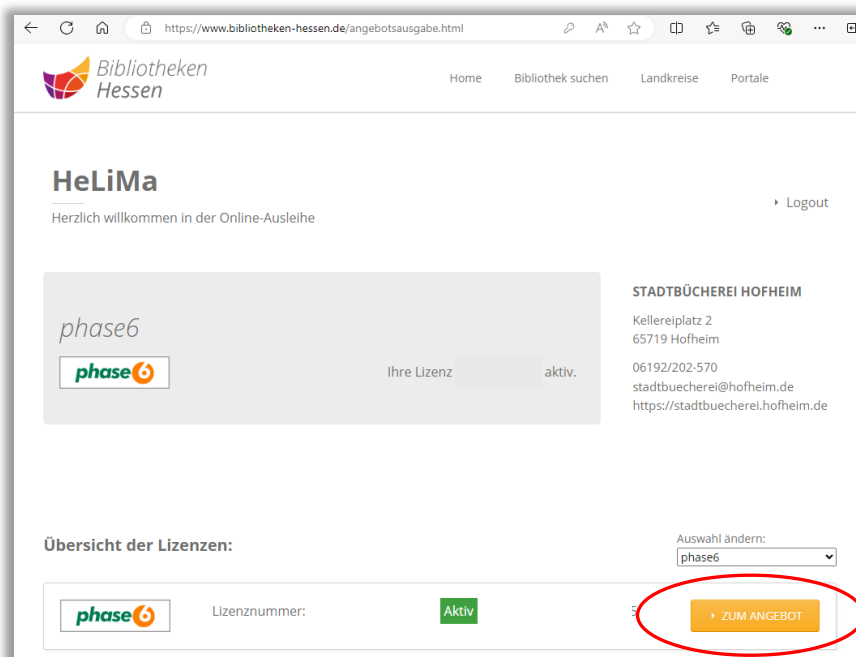 https://www.bibliotheken-hessen.de/angebotsausgabe.html
Bibliotheken
Hessen
Home Bibliothek suchen Landkreise Portale
HeLiMa
Herzlich willkommen in der Online-Ausleihe
Logout
phase6
phase6
Ihre Lizenz aktiv.
STADTBÜCHEREI HOFHEIM
Kellereiplatz 2
65719 Hofheim
06192/202-570
stadtbuecherei@hofheim.de
https://stadtbuecherei.hofheim.de
Übersicht der Lizenzen:
Auswahl ändern:
phase6
phase6
Lizenznummer:
Aktiv
ZUM ANGEBOT